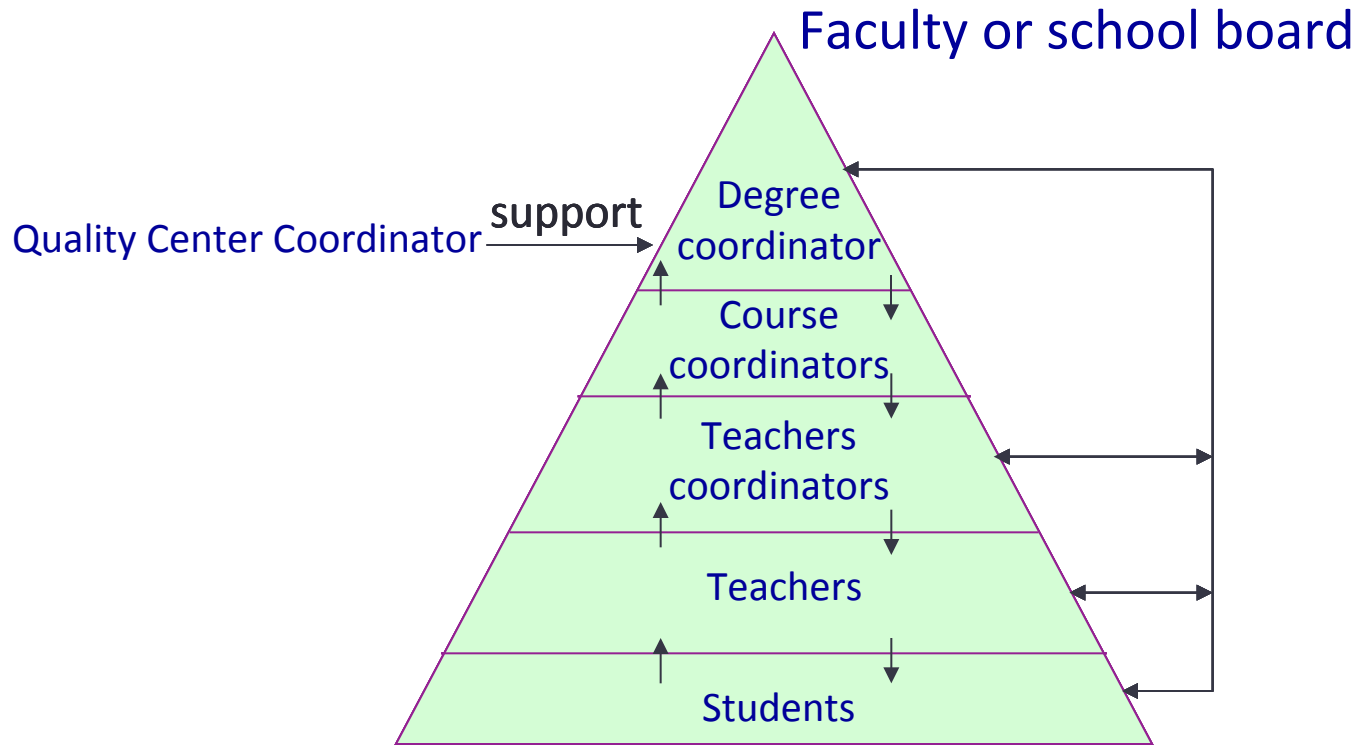 Faculty or school board
Degree
coordinator
support
Quality Center Coordinator
Course
coordinators
Teachers
coordinators
Teachers
Students